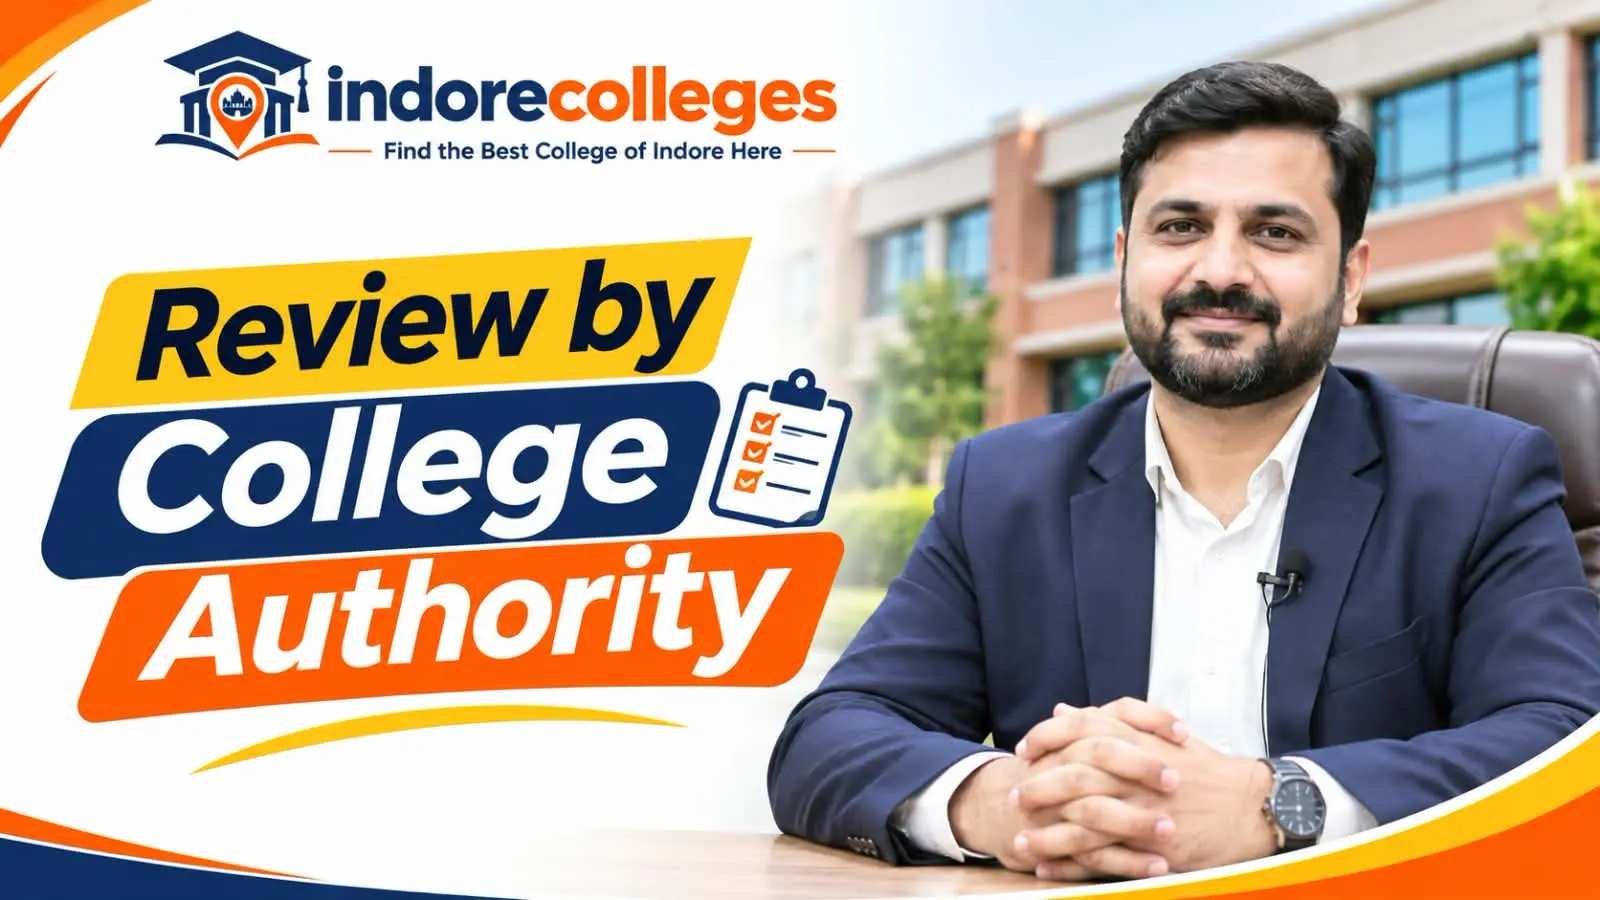 indorecolleges
Find the Best College of Indore Here
Review by
College
Authority